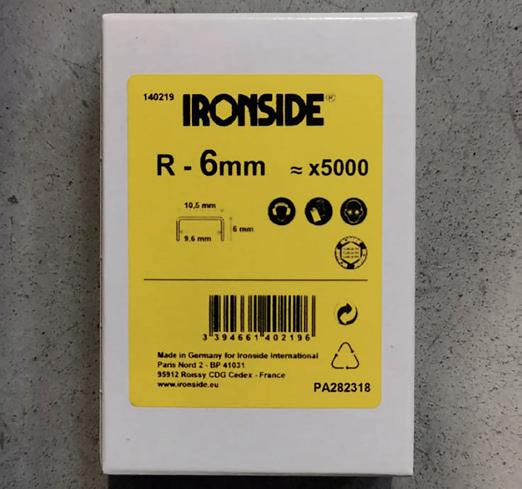 140219 IRONSIDE®
R - 6mm ≈ x5000
10,5 mm
6 mm
9,6 mm
3 394661 402196
Made in Germany for Ironside International
Paris Nord 2 - BP 41031
95912 Roissy CDG Cedex - France
www.ironside.eu
PA282318